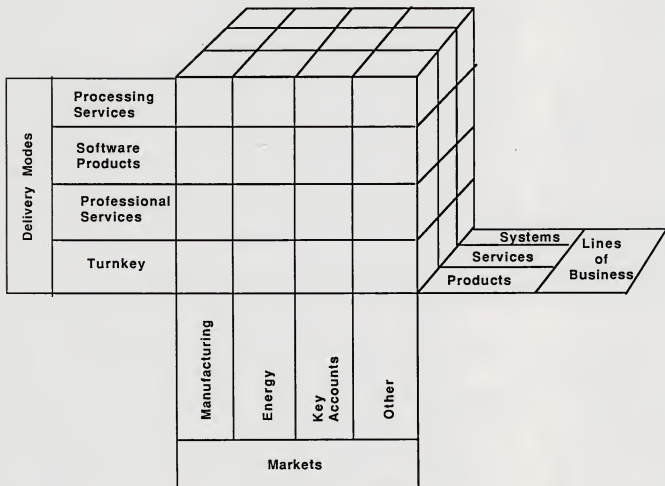 Delivery Modes
Processing
Services
Software
Products
Professional
Services
Turnkey
Systems
Services
Products
Lines
of
Business
Manufacturing
Energy
Key
Accounts
Other
Markets